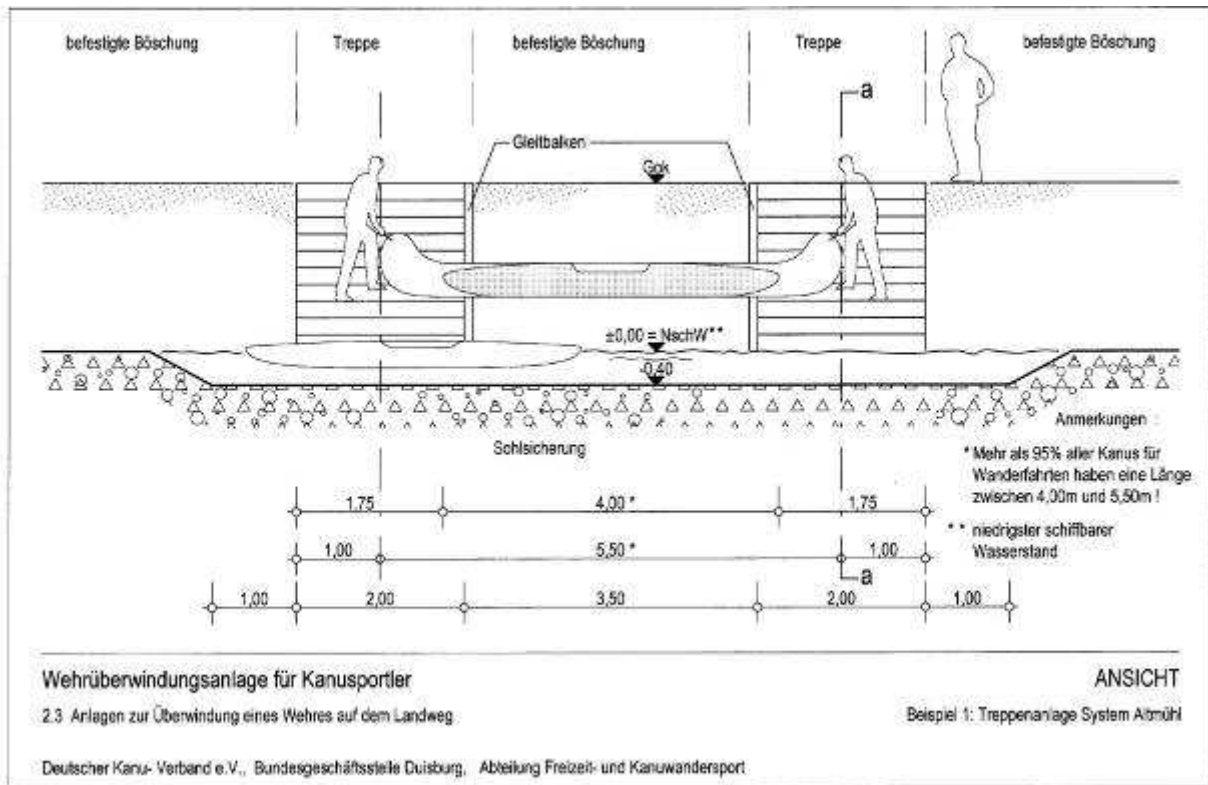 befestigte Böschung
Treppe
befestigte Böschung
Treppe
befestigte Böschung
a
Gleitbalken
Gok
±0,00 = NschW**
-0,40
Sohlsicherung
Anmerkungen :
* Mehr als 95% aller Kanus für
Wanderfahrten haben eine Länge
zwischen 4,00m und 5,50m !
** niedrigster schiffbarer
Wasserstand
1,75
4,00 *
1,75
1,00
5,50 *
1,00
a
1,00
2,00
3,50
2,00
1,00
Wehrüberwindungsanlage für Kanusportler
ANSICHT
2.3 Anlagen zur Überwindung eines Wehres auf dem Landweg
Beispiel 1: Treppenanlage System Altmühl
Deutscher Kanu- Verband e.V., Bundesgeschäftsstelle Duisburg, Abteilung Freizeit- und Kanuwandersport